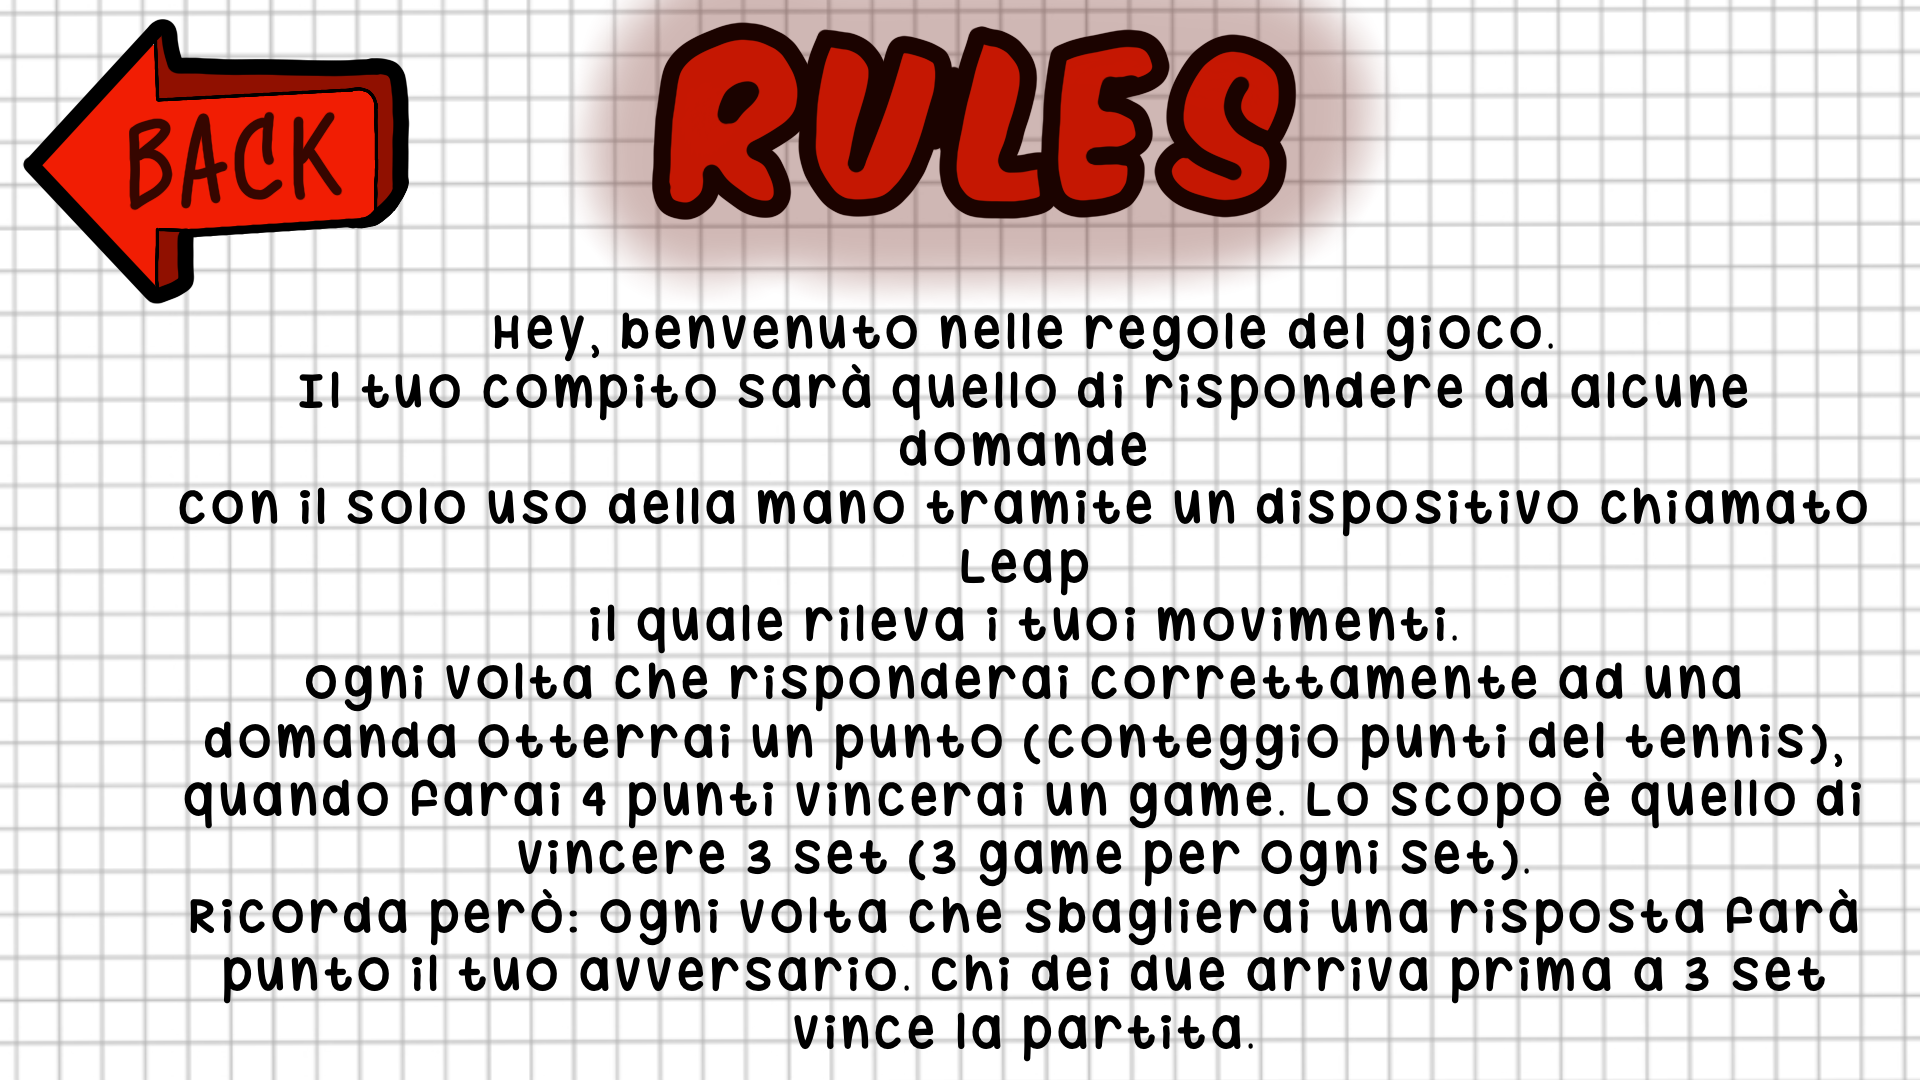 BACK
RULES
Hey, benvenuto nelle regole del gioco.
Il tuo compito sarà quello di rispondere ad alcune
domande
con il solo uso della mano tramite un dispositivo chiamato
Leap
il quale rileva i tuoi movimenti.
Ogni volta che risponderai correttamente ad una
domanda otterrai un punto (conteggio punti del tennis),
quando farai 4 punti vincerai un game. Lo scopo è quello di
vincere 3 set (3 game per ogni set).
Ricorda però: ogni volta che sbaglierai una risposta farà
punto il tuo avversario. Chi dei due arriva prima a 3 set
vince la partita.